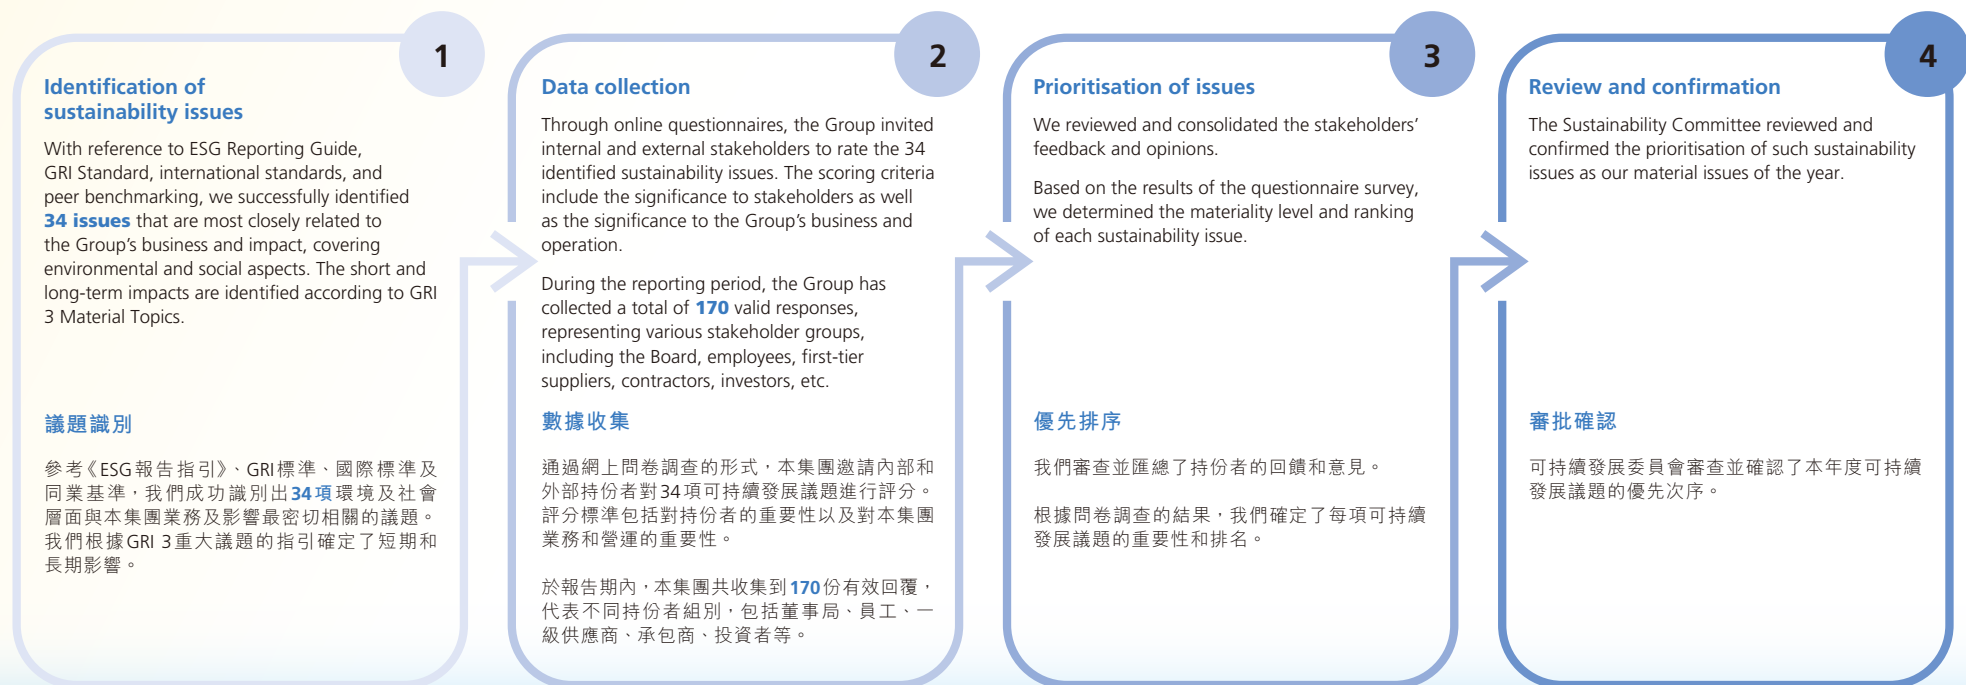 1
Identification of
sustainability issues
With reference to ESG Reporting Guide,
GRI Standard, international standards, and
peer benchmarking, we successfully identified
34 issues that are most closely related to
the Group's business and impact, covering
environmental and social aspects. The short and
long-term impacts are identified according to GRI
3 Material Topics.
議題識別
參考《ESG報告指引》、GRI標準、國際標準及
同業基準，我們成功識別出34項環境及社會
層面與本集團業務及影響最密切相關的議題。
我們根據GRI 3重大議題的指引確定了短期和
長期影響。
2
Data collection
Through online questionnaires, the Group invited
internal and external stakeholders to rate the 34
identified sustainability issues. The scoring criteria
include the significance to stakeholders as well
as the significance to the Group's business and
operation.
During the reporting period, the Group has
collected a total of 170 valid responses,
representing various stakeholder groups,
including the Board, employees, first-tier
suppliers, contractors, investors, etc.
數據收集
通過網上問卷調查的形式，本集團邀請內部和
外部持份者對34項可持續發展議題進行評分。
評分標準包括對持份者的重要性以及對本集團
業務和營運的重要性。
於報告期內，本集團共收集到170份有效回覆，
代表不同持份者組別，包括董事局、員工、一
級供應商、承包商、投資者等。
3
Prioritisation of issues
We reviewed and consolidated the stakeholders'
feedback and opinions.
Based on the results of the questionnaire survey,
we determined the materiality level and ranking
of each sustainability issue.
優先排序
我們審查並匯總了持份者的回饋和意見。
根據問卷調查的結果，我們確定了每項可持續
發展議題的重要性和排名。
4
Review and confirmation
The Sustainability Committee reviewed and
confirmed the prioritisation of such sustainability
issues as our material issues of the year.
審批確認
可持續發展委員會審查並確認了本年度可持續
發展議題的優先次序。